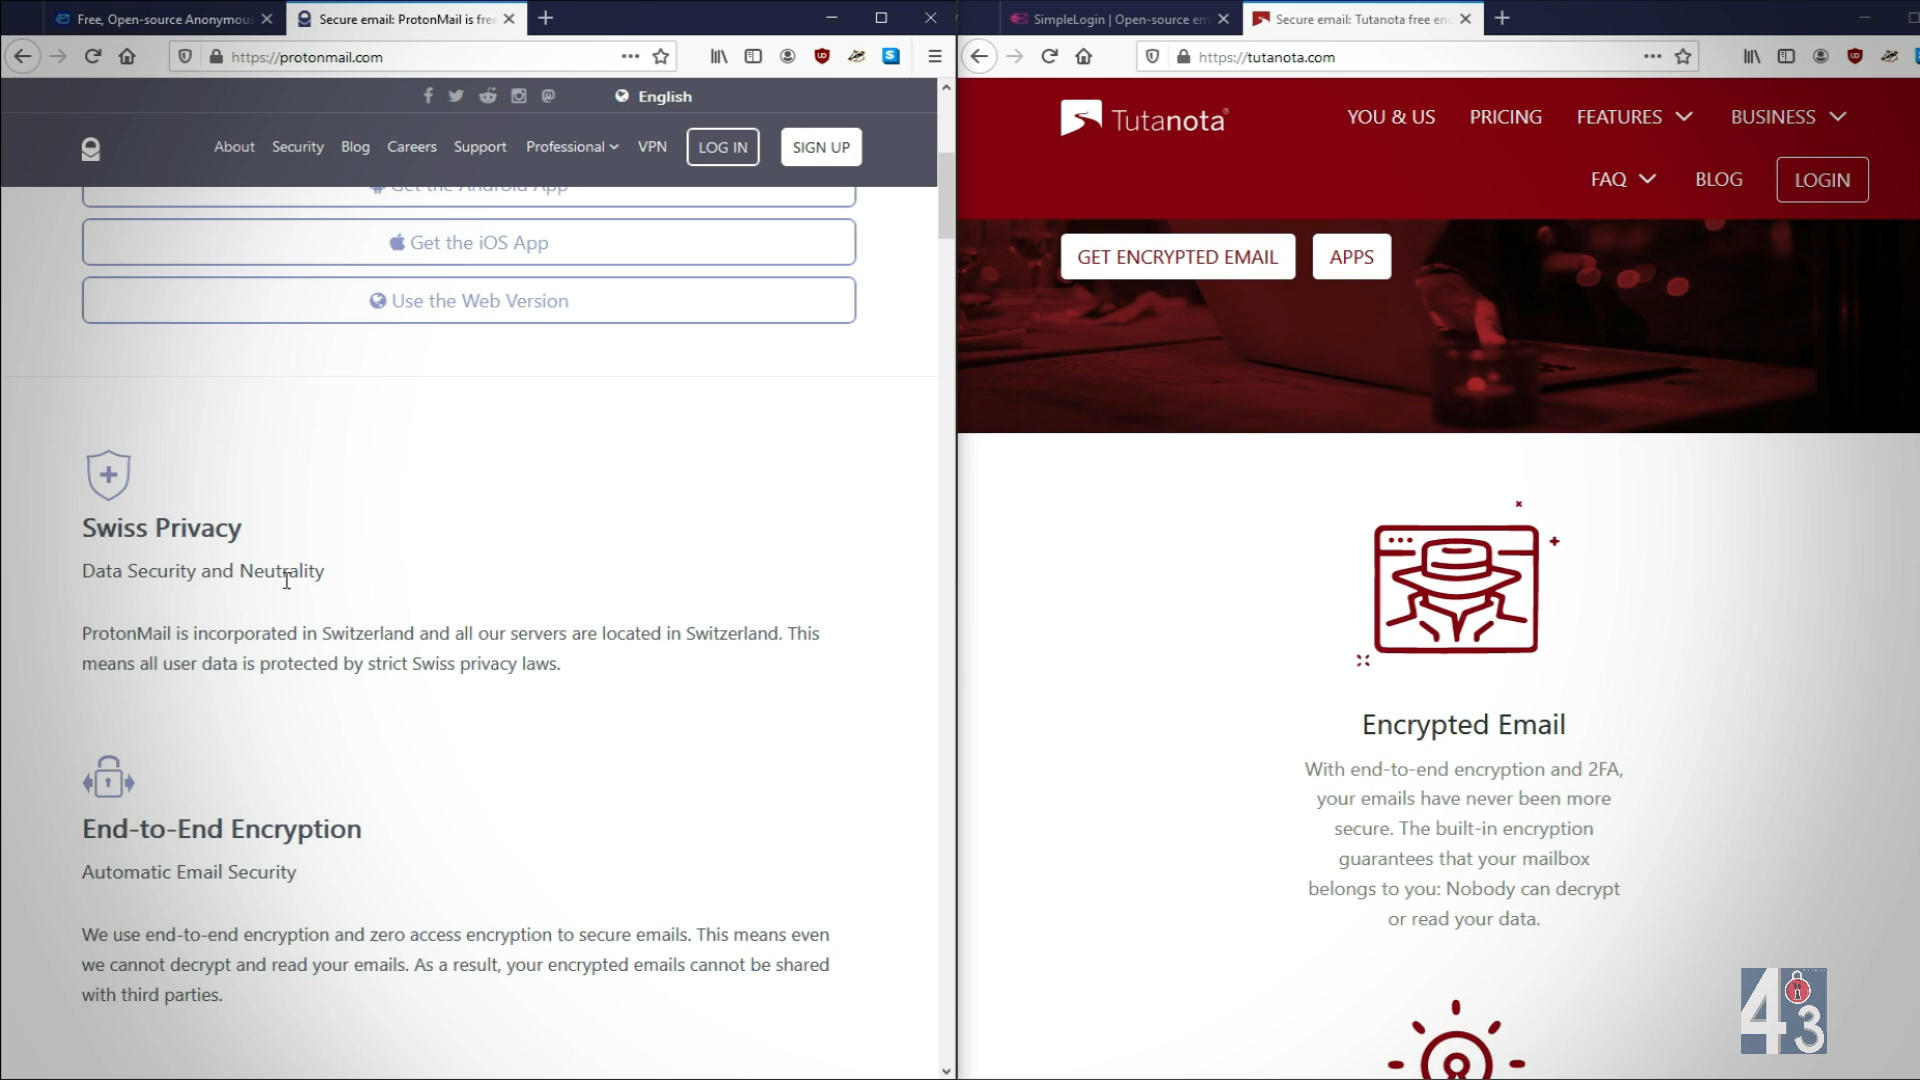 Free, Open-source Anonymous
Secure email: ProtonMail is free
https://protonmail.com
English
About
Security
Blog
Careers
Support
Professional
VPN
LOG IN
SIGN UP
Get the Android App
Get the iOS App
Use the Web Version
Swiss Privacy
Data Security and Neutrality
ProtonMail is incorporated in Switzerland and all our servers are located in Switzerland. This
means all user data is protected by strict Swiss privacy laws.
End-to-End Encryption
Automatic Email Security
We use end-to-end encryption and zero access encryption to secure emails. This means even
we cannot decrypt and read your emails. As a result, your encrypted emails cannot be shared
with third parties.
SimpleLogin | Open-source em
Secure email: Tutanota free enc
https://tutanota.com
Tutanota
YOU & US
PRICING
FEATURES
BUSINESS
FAQ
BLOG
LOGIN
GET ENCRYPTED EMAIL
APPS
Encrypted Email
With end-to-end encryption and 2FA,
your emails have never been more
secure. The built-in encryption
guarantees that your mailbox
belongs to you: Nobody can decrypt
or read your data.
43